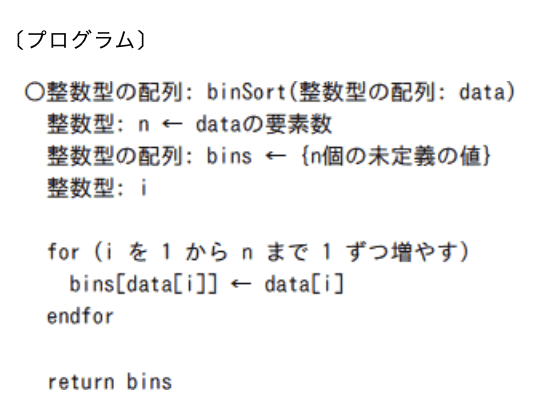 〔プログラム〕
○整数型の配列: binSort(整数型の配列: data)
整数型: n ← dataの要素数
整数型の配列: bins ← {n個の未定義の値}
整数型: i
for (i を 1 から n まで 1 ずつ増やす)
bins[data[i]] ← data[i]
endfor
return bins